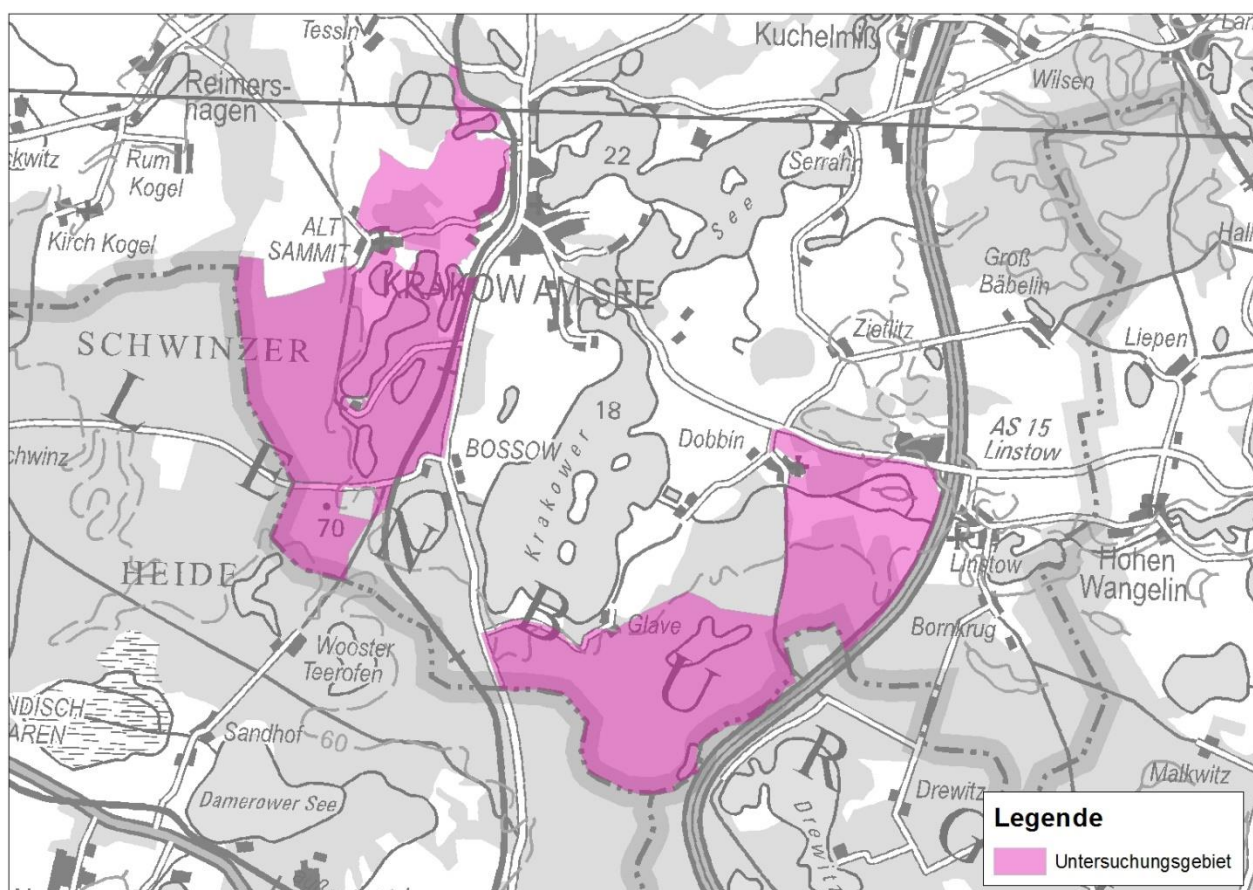 Tessin
Kuchelmiß
Wilsen
Reimers-
hagen
22
Serrahn
Rum
Kogel
See
ALT
SAMMIT
Kirch Kogel
Groß
Bäbelin
KRAKOW AM SEE
Zietlitz
Liepen
SCHWINZER
L
I
18
AS 15
Linstow
Dobbin
BOSSOW
E
70
Krakower
N
HEIDE
Linstow
Hohen
Wangelin
B
Glave
Bornkrug
Wooster
Teerofen
U
Sandhof
60
R
Malkwitz
Damerower See
Drewitz
G
Legende
Untersuchungsgebiet